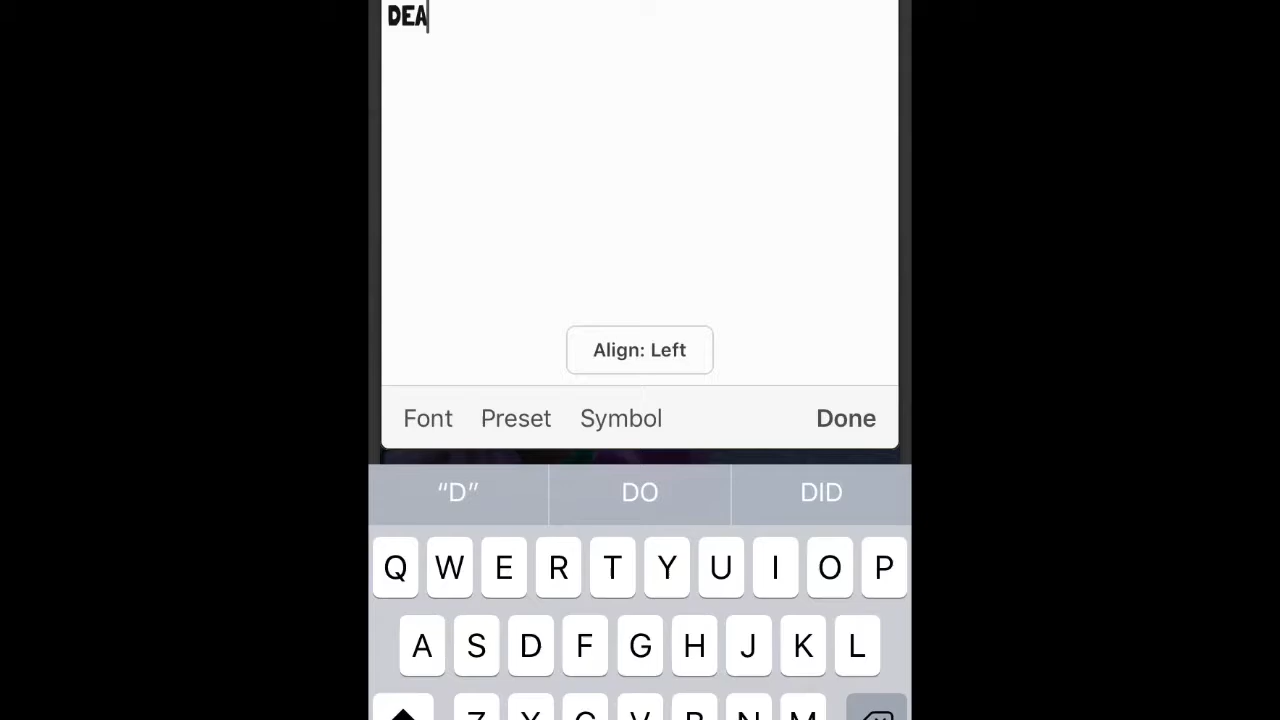 DEA
Align: Left
Font Preset Symbol Done
“D” DO DID
Q W E R T Y U I O P
A S D F G H J K L
Z X C V B N M